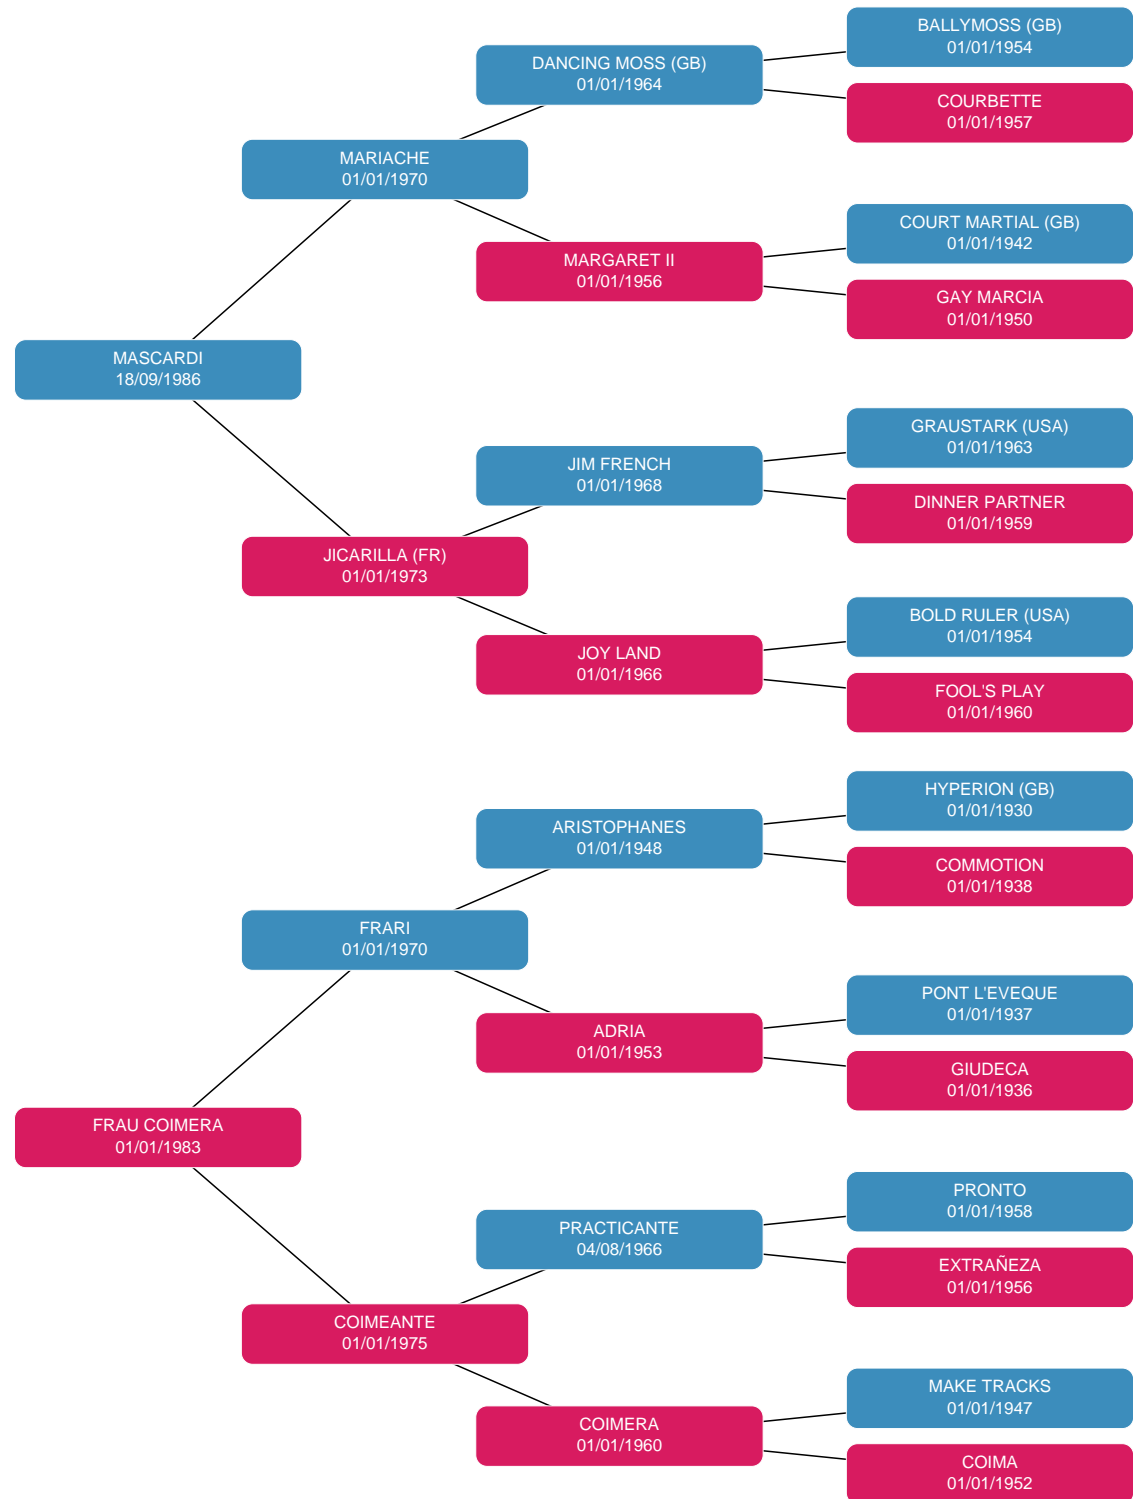 BALLYMOSS (GB)
01/01/1954
DANCING MOSS (GB)
01/01/1964
COURBETTE
01/01/1957
MARIACHE
01/01/1970
COURT MARTIAL (GB)
01/01/1942
MARGARET II
01/01/1956
GAY MARCIA
01/01/1950
MASCARDI
18/09/1986
GRAUSTARK (USA)
01/01/1963
JIM FRENCH
01/01/1968
DINNER PARTNER
01/01/1959
JICARILLA (FR)
01/01/1973
BOLD RULER (USA)
01/01/1954
JOY LAND
01/01/1966
FOOL'S PLAY
01/01/1960
HYPERION (GB)
01/01/1930
ARISTOPHANES
01/01/1948
COMMOTION
01/01/1938
FRARI
01/01/1970
PONT L'EVEQUE
01/01/1937
ADRIA
01/01/1953
GIUDECA
01/01/1936
FRAU COIMERA
01/01/1983
PRONTO
01/01/1958
PRACTICANTE
04/08/1966
EXTRAÑEZA
01/01/1956
COIMEANTE
01/01/1975
MAKE TRACKS
01/01/1947
COIMERA
01/01/1960
COIMA
01/01/1952